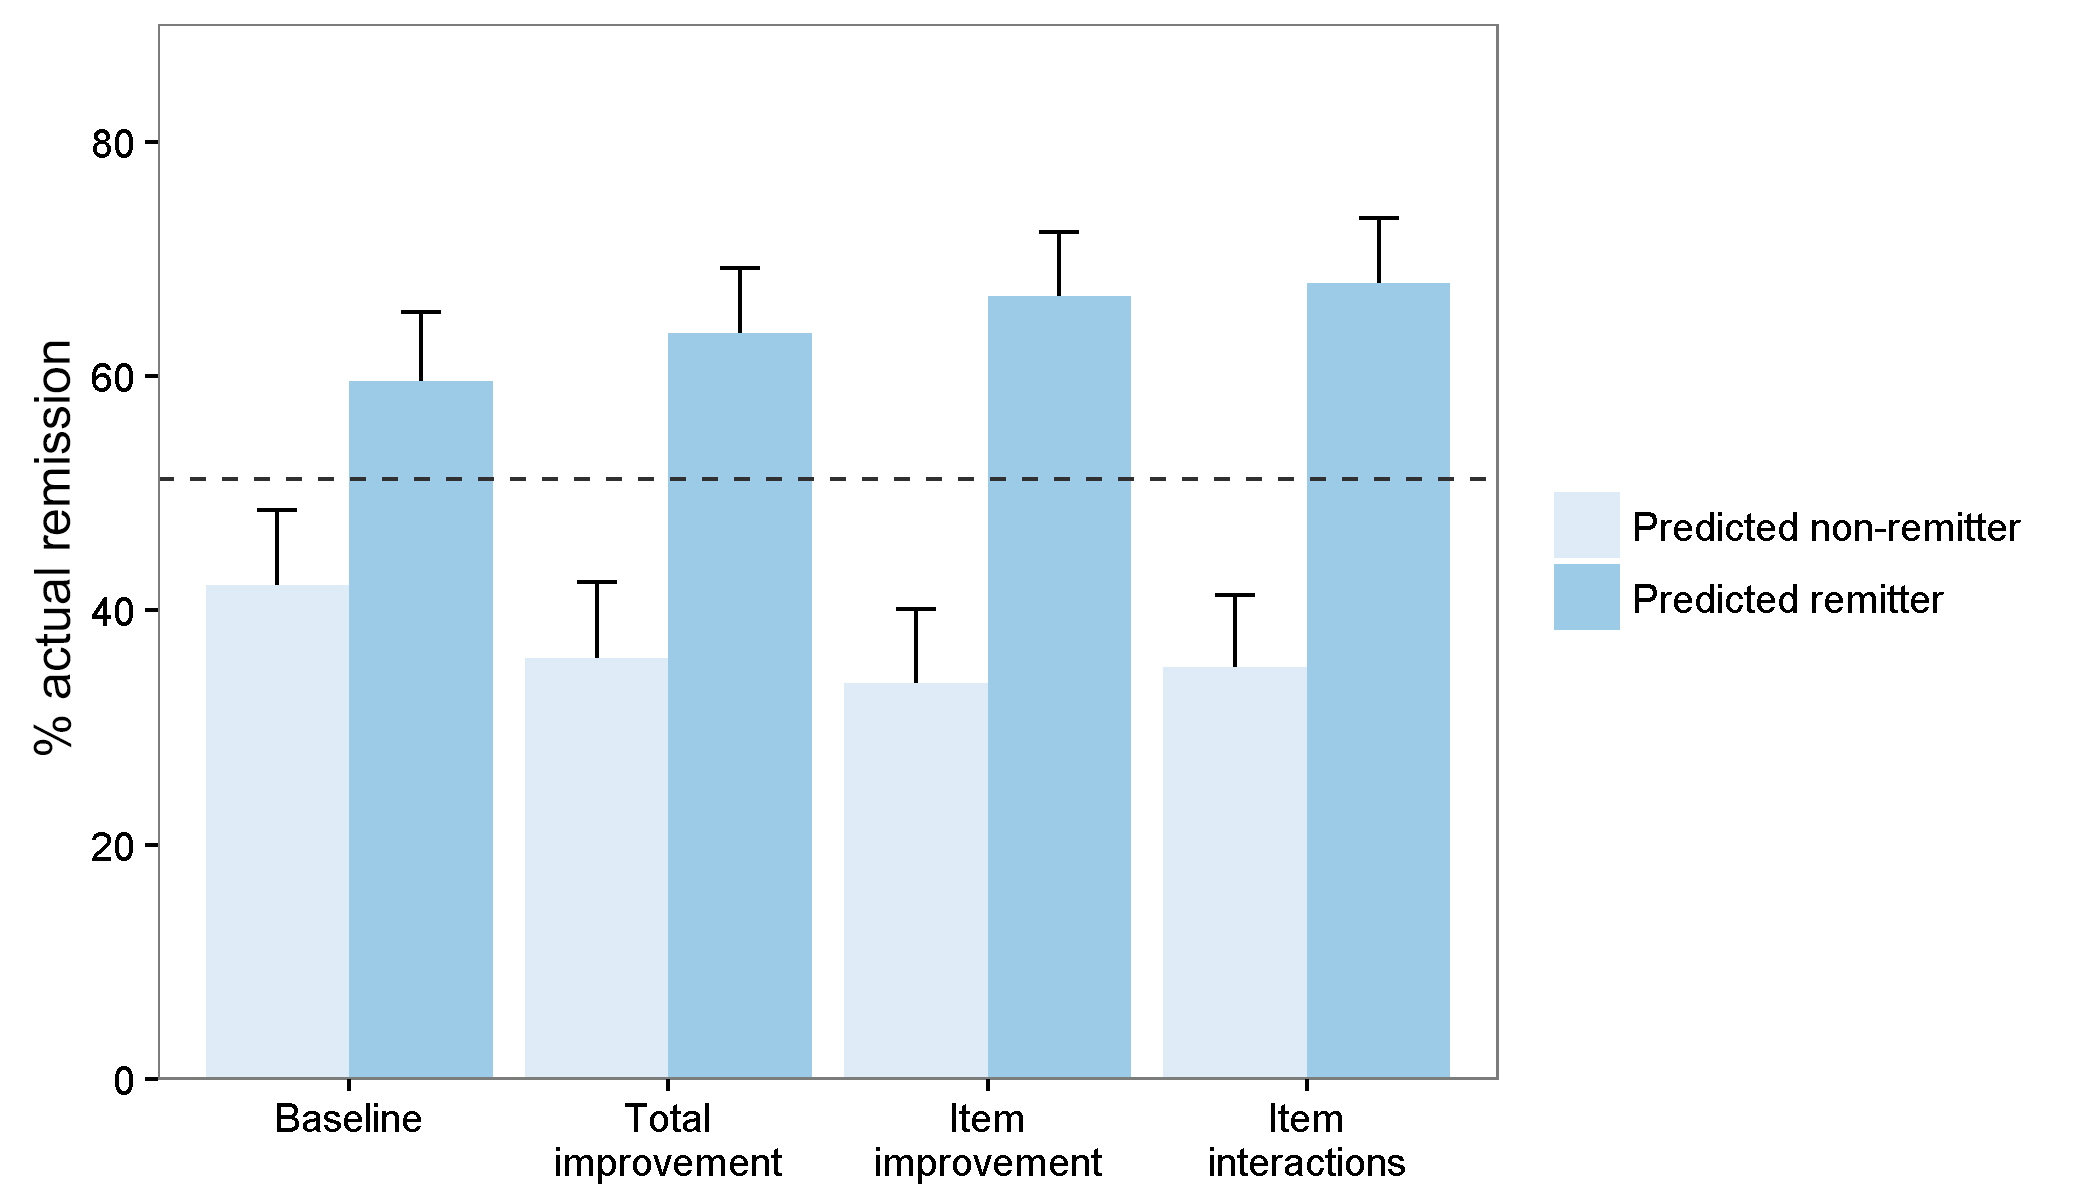 % actual remission
80
60
40
20
0
Baseline
Total
improvement
Item
improvement
Item
interactions
Predicted non-remitter
Predicted remitter